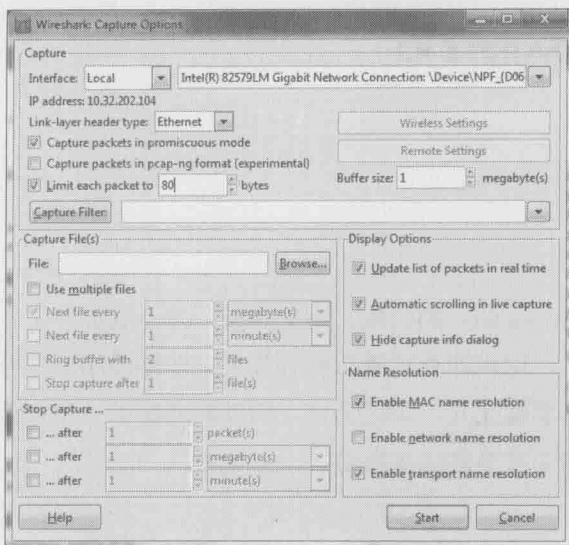 Wireshark: Capture Options
Capture
Interface: Local Intel(R) 82579LM Gigabit Network Connection: \Device\NPF_{D06
IP address: 10.32.202.104
Link-layer header type: Ethernet
Wireless Settings
Capture packets in promiscuous mode
Remote Settings
Capture packets in pcap-ng format (experimental)
Limit each packet to 80 bytes
Buffer size: 1 megabyte(s)
Capture Filter:
Capture File(s)
File: Browse...
Use multiple files
Next file every 1 megabyte(s)
Next file every 1 minute(s)
Ring buffer with 2 files
Stop capture after 1 file(s)
Stop Capture ...
... after 1 packet(s)
... after 1 megabyte(s)
... after 1 minute(s)
Display Options
Update list of packets in real time
Automatic scrolling in live capture
Hide capture info dialog
Name Resolution
Enable MAC name resolution
Enable network name resolution
Enable transport name resolution
Help
Start
Cancel